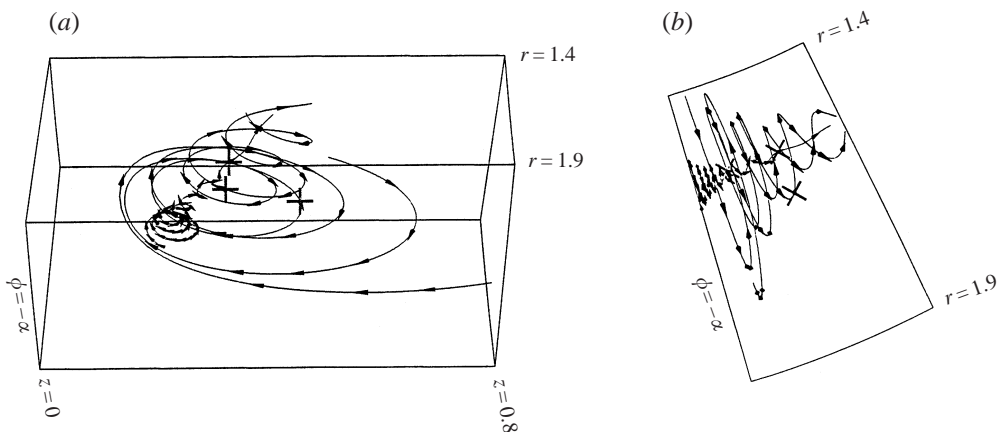 (a)
r = 1.4
r = 1.9
ϕ = −α
z = 0
z = 0.8
(b)
r = 1.4
r = 1.9
ϕ = −α